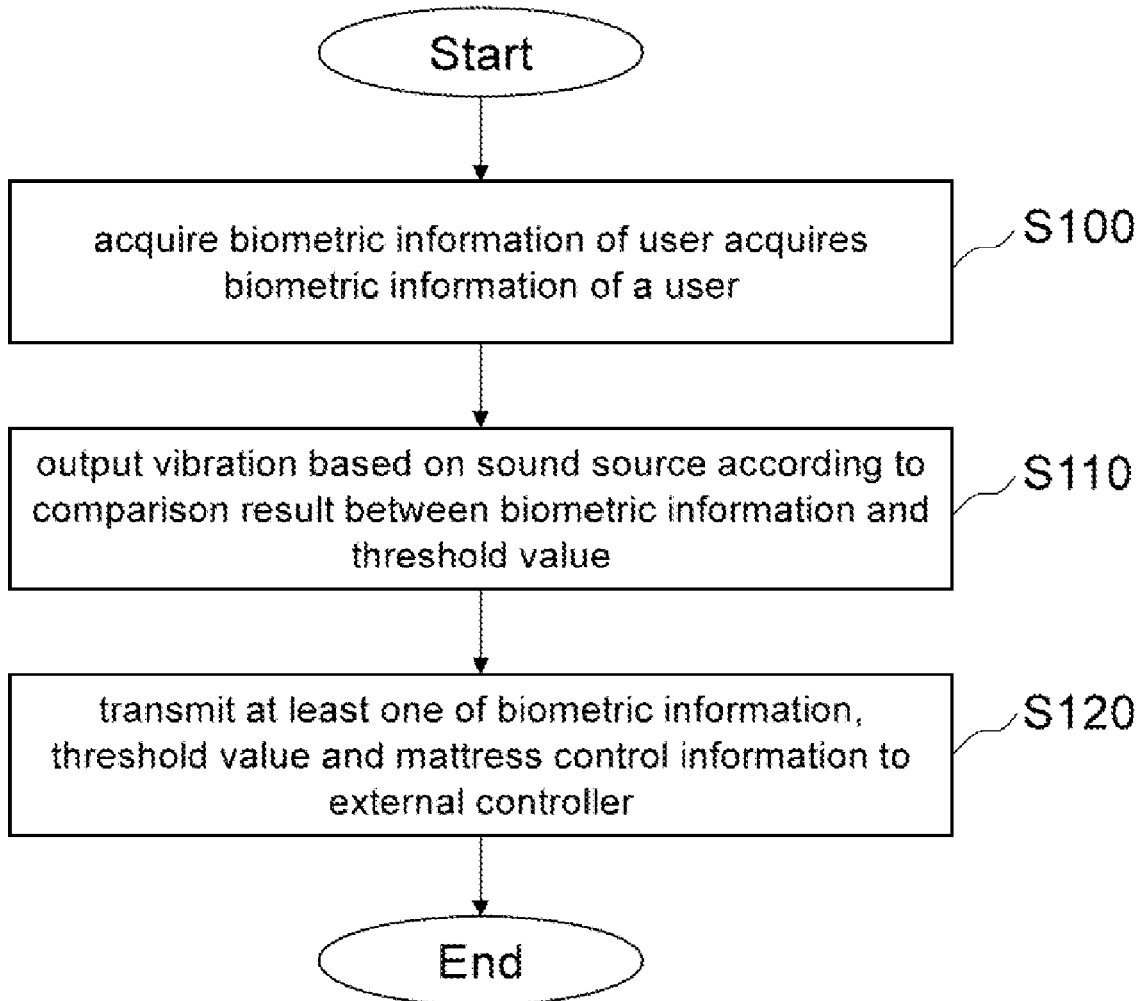 Start
acquire biometric information of user acquires
biometric information of a user
S100
output vibration based on sound source according to
comparison result between biometric information and
threshold value
S110
transmit at least one of biometric information,
threshold value and mattress control information to
external controller
S120
End